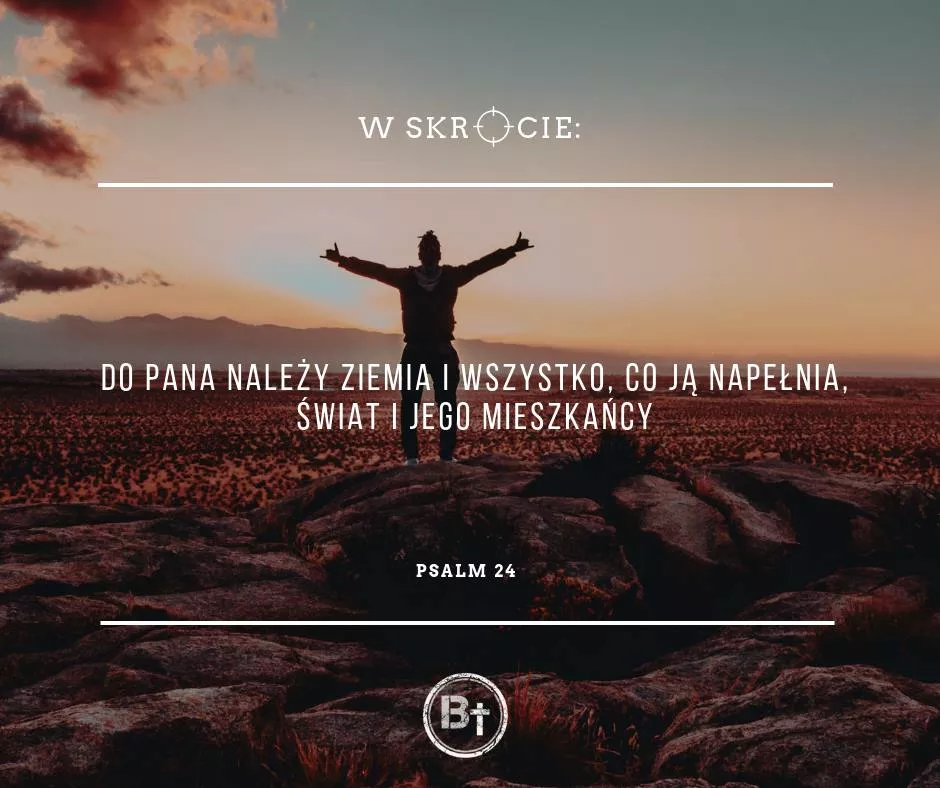 W SKRÓCIE:
DO PANA NALEŻY ZIEMIA I WSZYSTKO, CO JĄ NAPEŁNIA,
ŚWIAT I JEGO MIESZKAŃCY
PSALM 24
B†